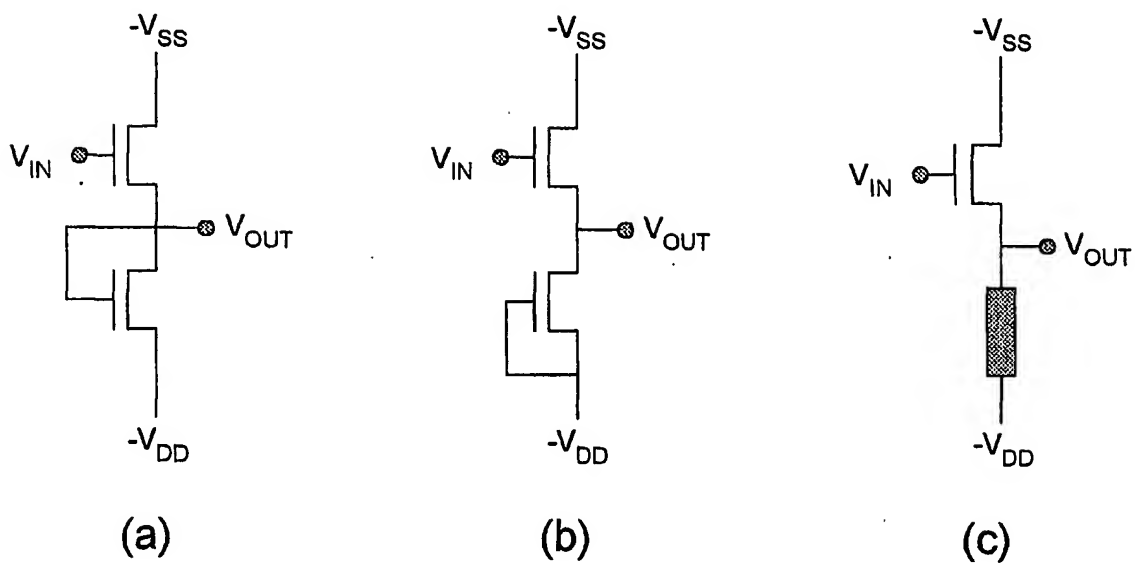 -V_SS
V_IN
V_OUT
-V_DD
(a)
-V_SS
V_IN
V_OUT
-V_DD
(b)
-V_SS
V_IN
V_OUT
-V_DD
(c)